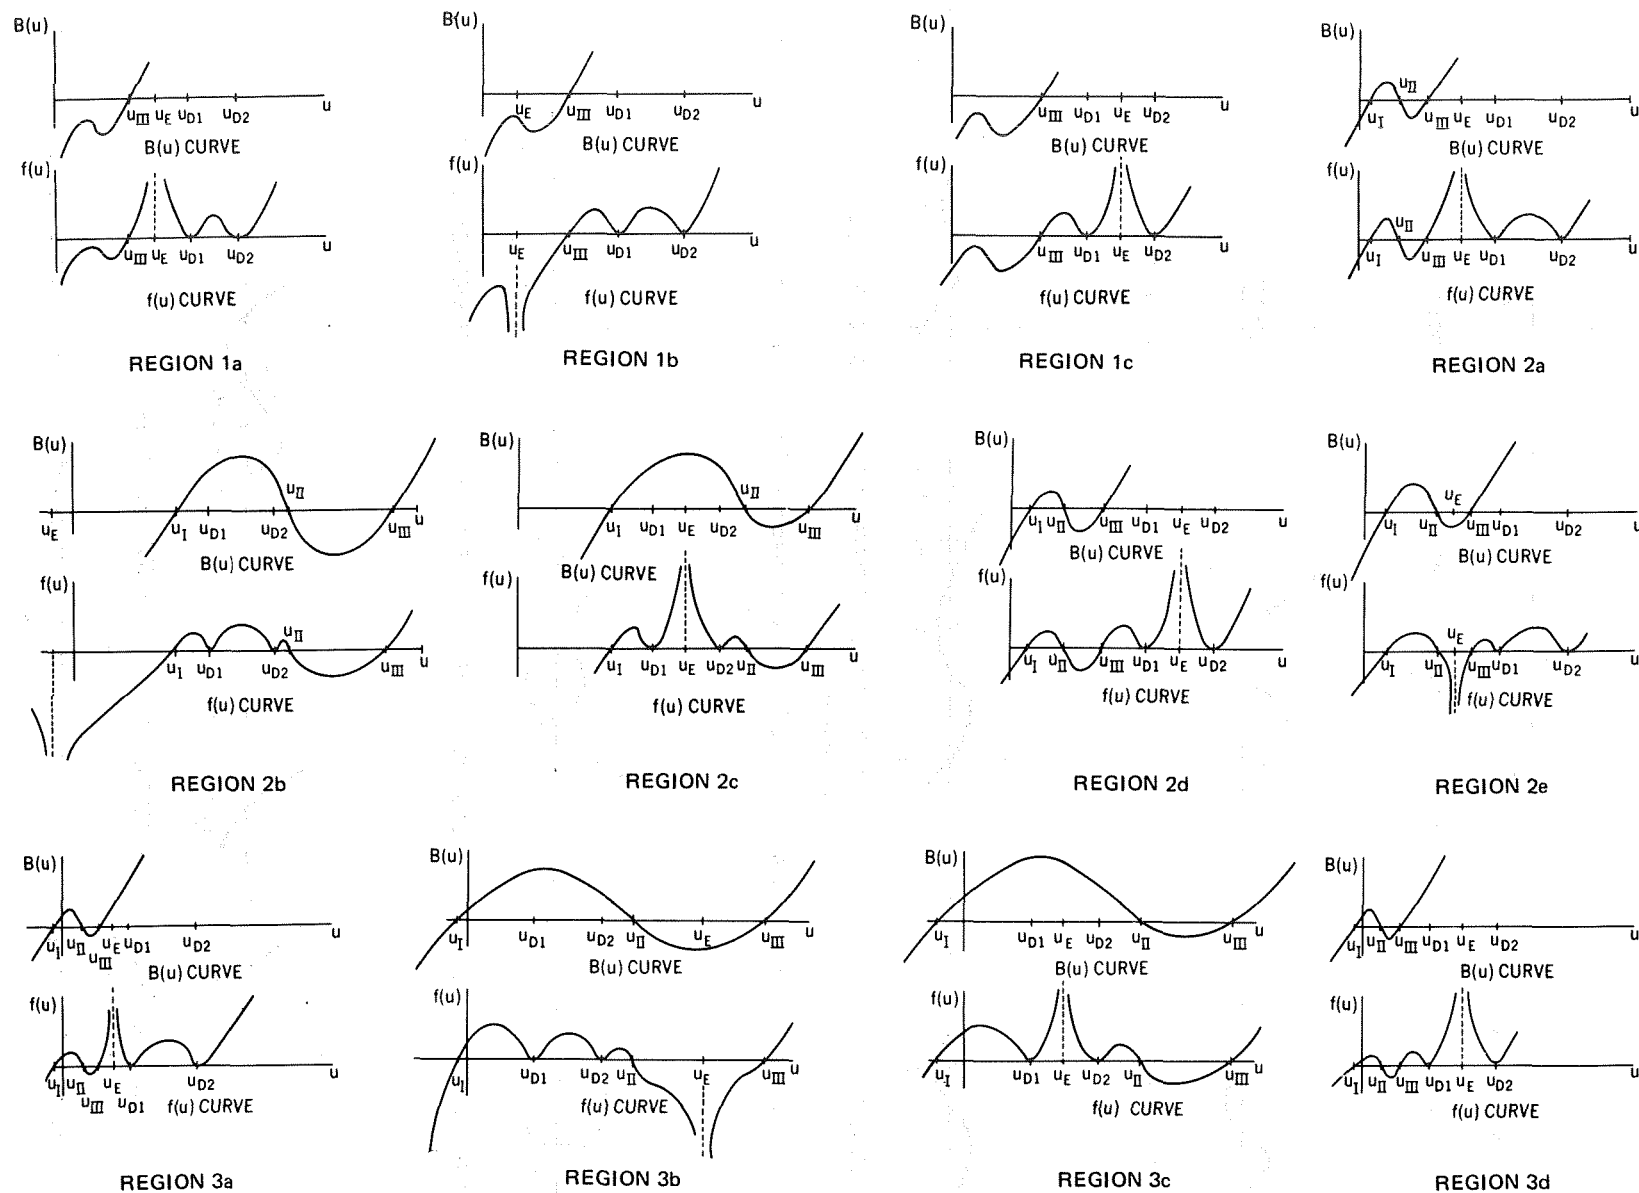 B(u)
u_III u_E u_D1 u_D2 u
B(u) CURVE
f(u)
u_III u_E u_D1 u_D2 u
f(u) CURVE
REGION 1a
B(u)
u_E u_III u_D1 u_D2 u
B(u) CURVE
f(u)
u_E u_III u_D1 u_D2 u
f(u) CURVE
REGION 1b
B(u)
u_III u_D1 u_E u_D2 u
B(u) CURVE
f(u)
u_III u_D1 u_E u_D2 u
f(u) CURVE
REGION 1c
B(u)
u_II
u_I u_III u_E u_D1 u_D2 u
B(u) CURVE
f(u)
u_II
u_I u_III u_E u_D1 u_D2 u
f(u) CURVE
REGION 2a
B(u)
u_II
u_E u_I u_D1 u_D2 u_III u
B(u) CURVE
f(u)
u_II
u_I u_D1 u_D2 u_III u
f(u) CURVE
REGION 2b
B(u)
u_II
u_I u_D1 u_E u_D2 u_III u
B(u) CURVE
f(u)
u_I u_D1 u_E u_D2 u_II u_III u
f(u) CURVE
REGION 2c
B(u)
u_I u_II u_III u_D1 u_E u_D2 u
B(u) CURVE
f(u)
u_I u_II u_III u_D1 u_E u_D2 u
f(u) CURVE
REGION 2d
B(u)
u_E
u_I u_II u_III u_D1 u_D2 u
B(u) CURVE
f(u)
u_E
u_I u_II u_III u_D1 u_D2 u
f(u) CURVE
REGION 2e
B(u)
u_I u_II u_III u_E u_D1 u_D2 u
B(u) CURVE
f(u)
u_I u_II u_III u_E u_D1 u_D2 u
f(u) CURVE
REGION 3a
B(u)
u_I u_D1 u_D2 u_II u_E u_III u
B(u) CURVE
f(u)
u_I u_D1 u_D2 u_II u_E u_III u
f(u) CURVE
REGION 3b
B(u)
u_I u_D1 u_E u_D2 u_II u_III u
B(u) CURVE
f(u)
u_I u_D1 u_E u_D2 u_II u_III u
f(u) CURVE
REGION 3c
B(u)
u_I u_II u_III u_D1 u_E u_D2 u
B(u) CURVE
f(u)
u_I u_II u_III u_D1 u_E u_D2 u
f(u) CURVE
REGION 3d